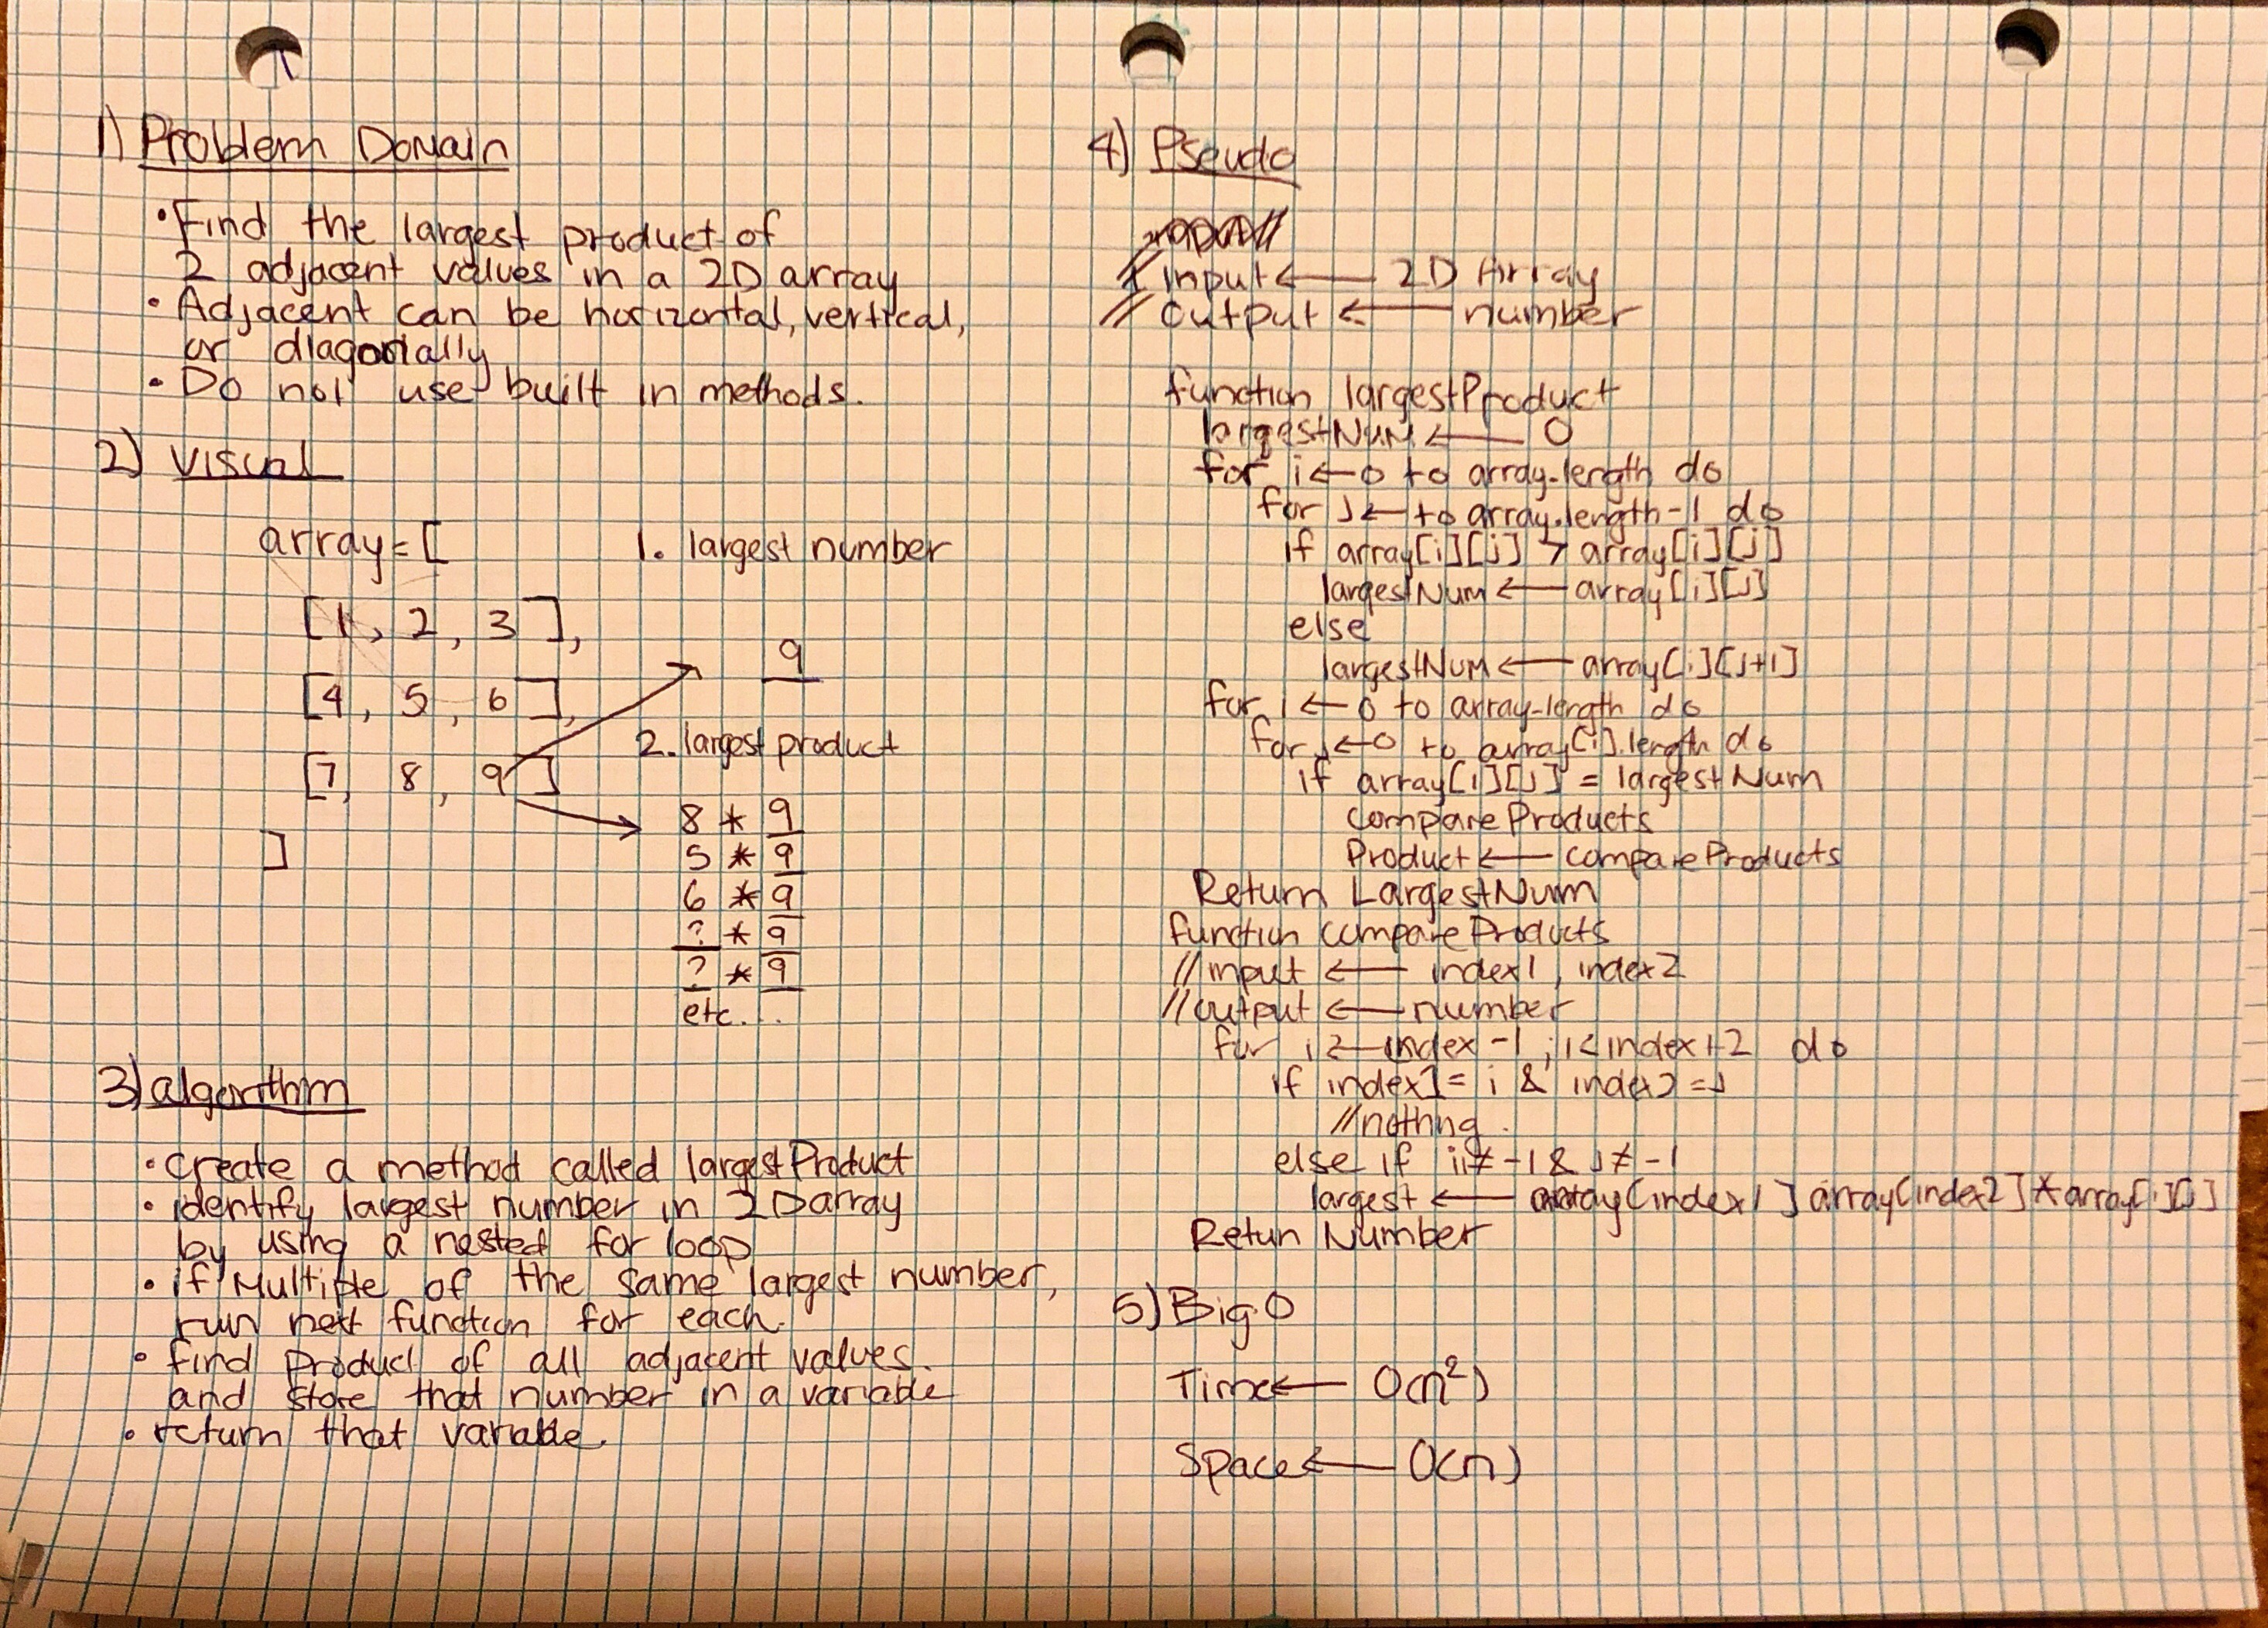 1) Problem Domain
• Find the largest product of
2 adjacent values in a 2D array
• Adjacent can be horizontal, vertical,
or diagonially
• Do not use built in methods.
2) Visual
array = [
[1, 2, 3],
[4, 5, 6],
[7, 8, 9]
]
1. largest number
9
2. largest product
8 * 9
5 * 9
6 * 9
? * 9
? * 9
etc...
3) algorithm
• Create a method called largestProduct
• identify largest number in 2D array
by using a nested for loop
• if Multiple of the same largest number,
run next function for each.
• find product of all adjacent values.
and store that number in a variable
• return that variable.
4) Pseudo
// input ← 2D Array
// output ← number
function largestProduct
largestNum ← 0
for i ← 0 to array.length do
for j ← to array.length-1 do
if array[i][j] > array[i][j]
largestNum ← array[i][j]
else
largestNum ← array[i][j+1]
for i ← 0 to array.length do
for j ← 0 to array[i].length do
if array[i][j] = largestNum
compareProducts
Product ← compareProducts
Return LargestNum
function compareProducts
// input ← index1, index2
// output ← number
for i ← index -1; i < index+2 do
if index1 = i & index2 = j
// nothng.
else if i ≠ -1 & j ≠ -1
largest ← array[index1] array[index2] * array[i][j]
Retun Number
5) Big O
Time ← O(n²)
Space ← O(n)